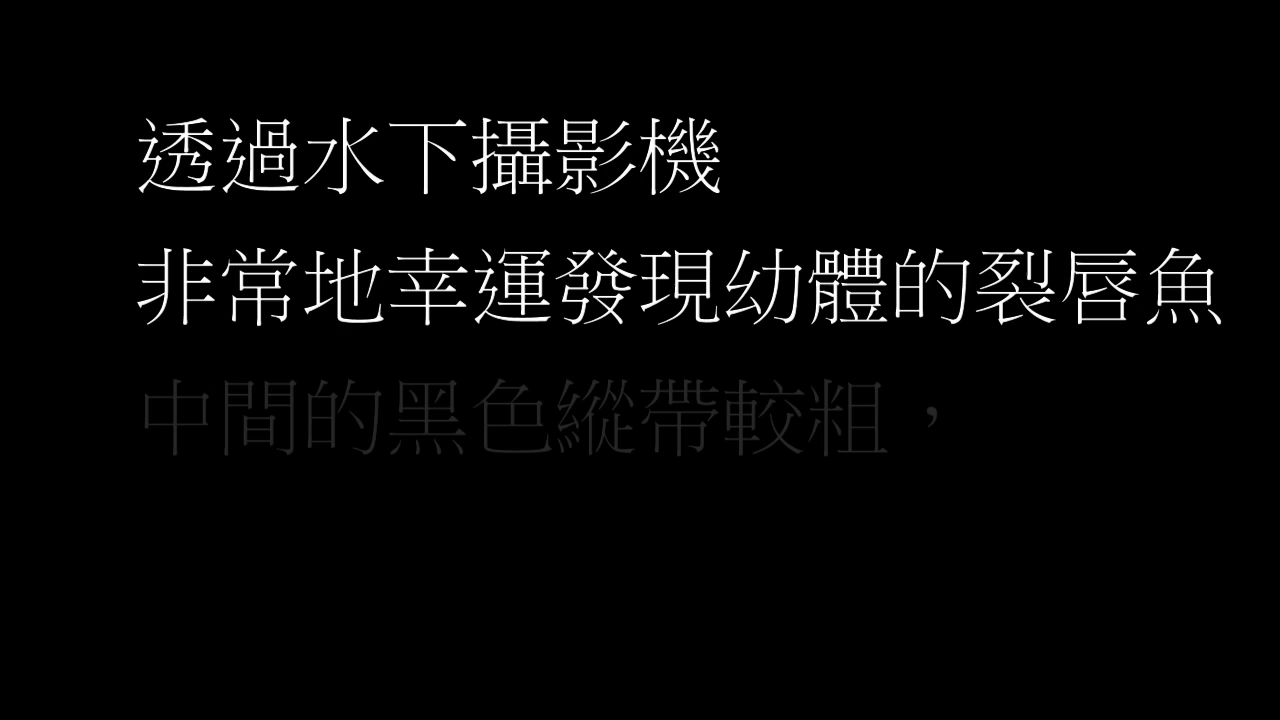 透過水下攝影機
非常地幸運發現幼體的裂唇魚
中間的黑色縱帶較粗，